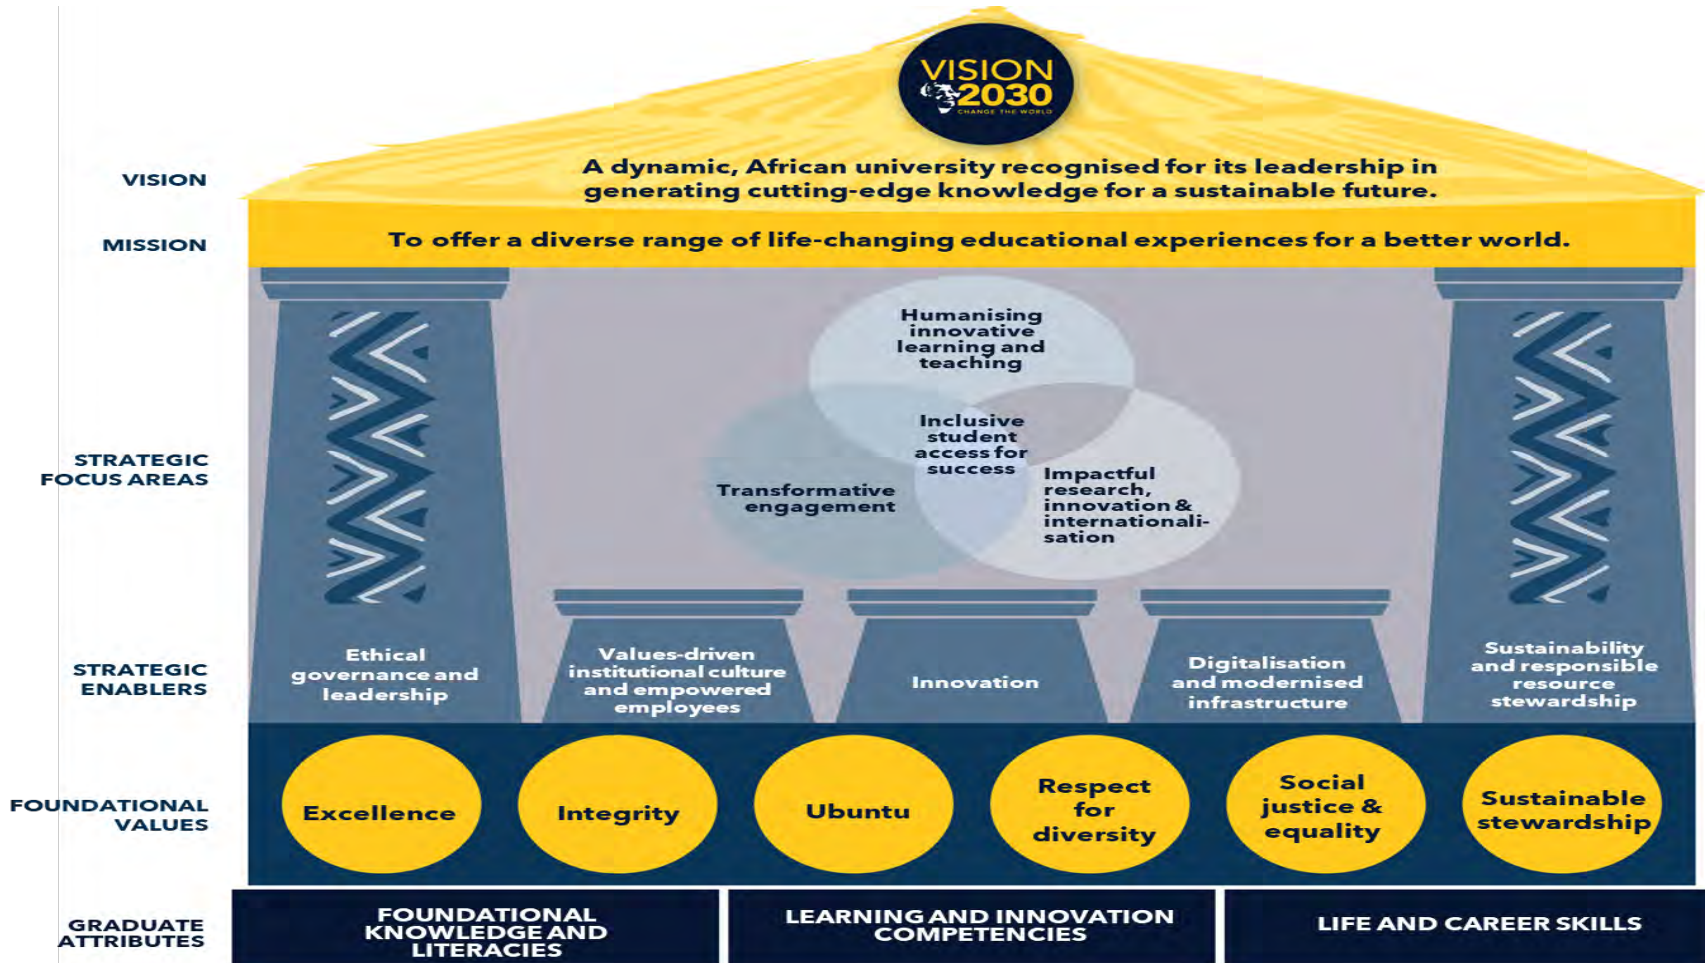 VISION
2030
CHANGE THE WORLD
VISION
A dynamic, African university recognised for its leadership in
generating cutting-edge knowledge for a sustainable future.
MISSION
To offer a diverse range of life-changing educational experiences for a better world.
STRATEGIC
FOCUS AREAS
Humanising
innovative
learning and
teaching
Inclusive
student
access for
success
Transformative
engagement
Impactful
research,
innovation &
internationali-
sation
STRATEGIC
ENABLERS
Ethical
governance and
leadership
Values-driven
institutional culture
and empowered
employees
Innovation
Digitalisation
and modernised
infrastructure
Sustainability
and responsible
resource
stewardship
FOUNDATIONAL
VALUES
Excellence
Integrity
Ubuntu
Respect
for
diversity
Social
justice &
equality
Sustainable
stewardship
GRADUATE
ATTRIBUTES
FOUNDATIONAL
KNOWLEDGE AND
LITERACIES
LEARNING AND INNOVATION
COMPETENCIES
LIFE AND CAREER SKILLS